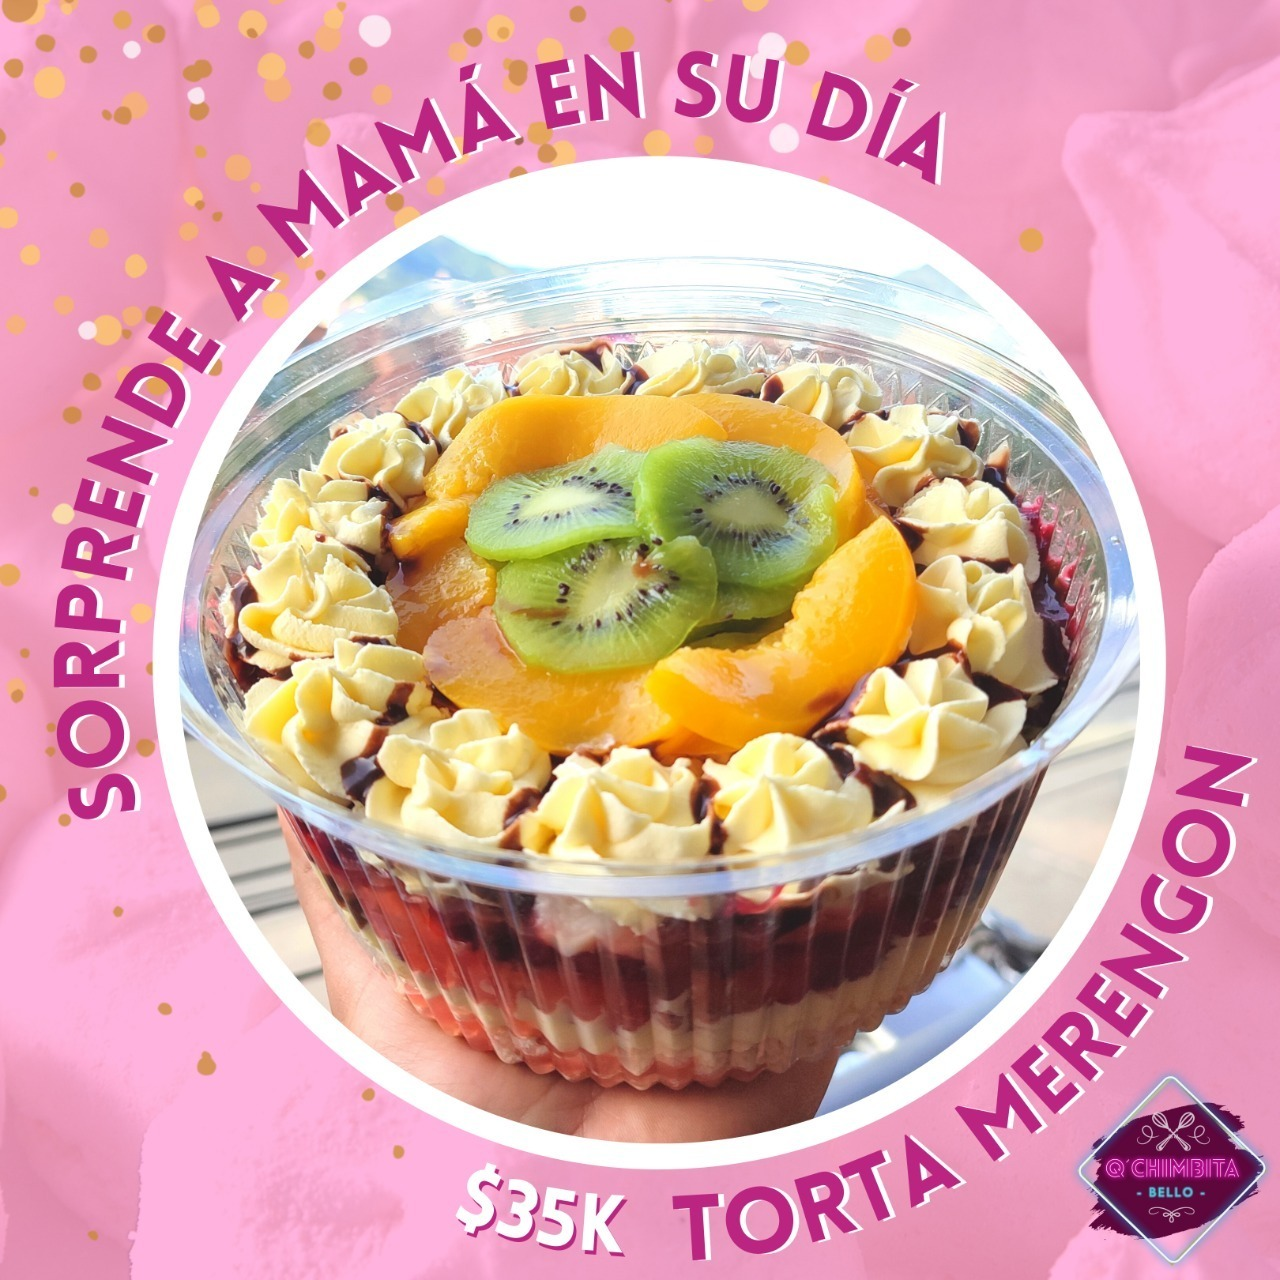 SORPRENDE A MAMÁ EN SU DÍA
$35K TORTA MERENGON
Q´CHIMBITA
- BELLO -